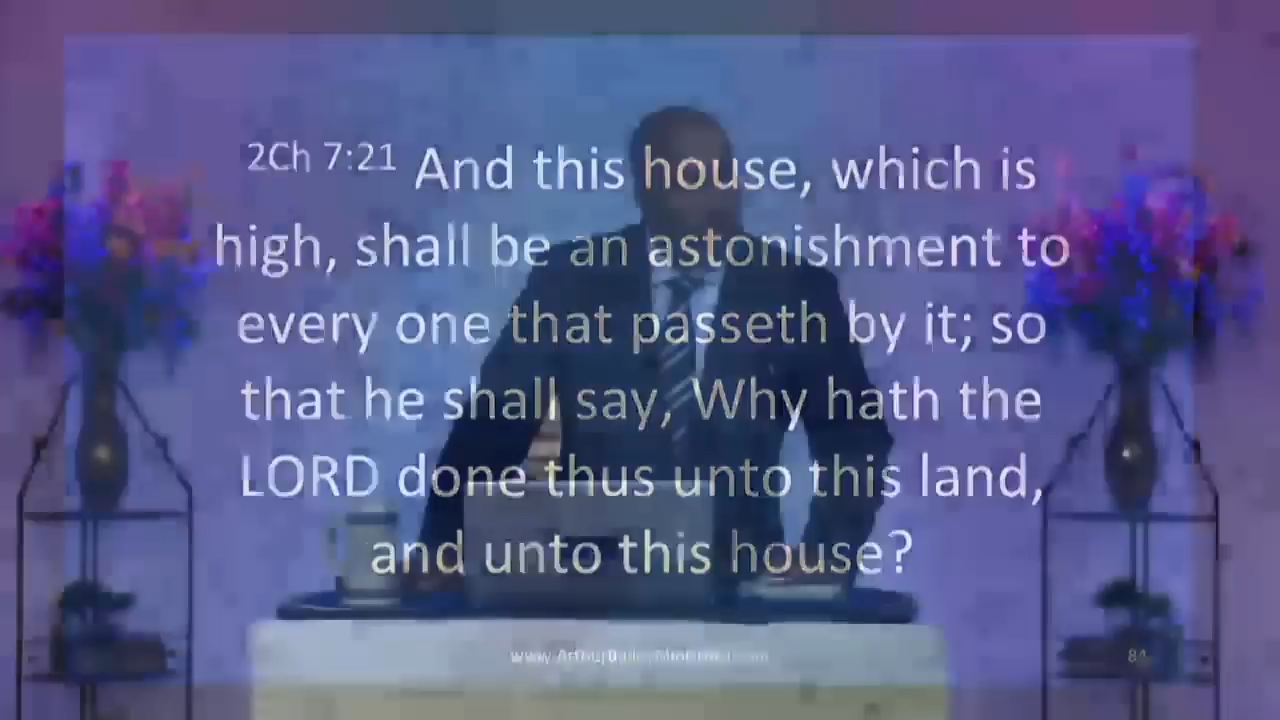 2Ch 7:21 And this house, which is
high, shall be an astonishment to
every one that passeth by it; so
that he shall say, Why hath the
LORD done thus unto this land,
and unto this house?
84